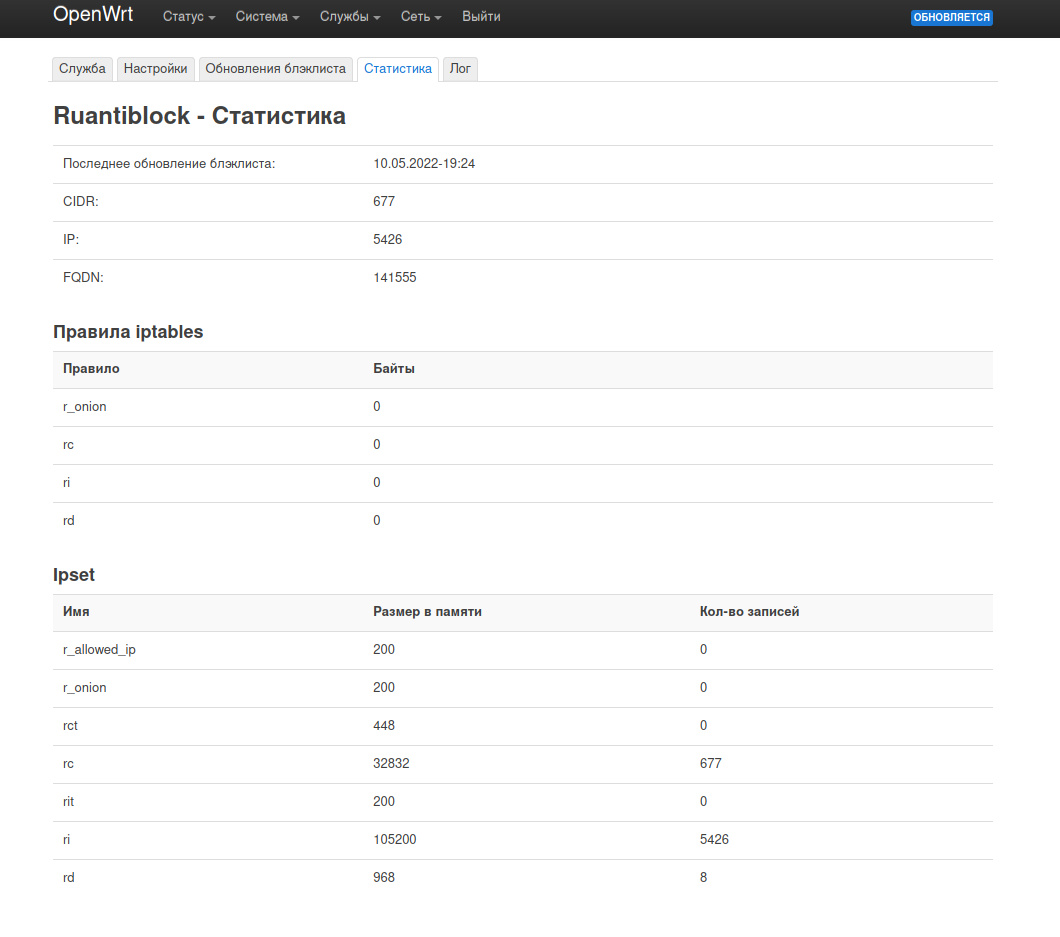 OpenWrt Статус Система Службы Сеть Выйти ОБНОВЛЯЕТСЯ
Служба Настройки Обновления блэклиста Статистика Лог
Ruantiblock - Статистика
Последнее обновление блэклиста: 10.05.2022-19:24
CIDR: 677
IP: 5426
FQDN: 141555
Правила iptables
Правило Байты
r_onion 0
rc 0
ri 0
rd 0
Ipset
Имя Размер в памяти Кол-во записей
r_allowed_ip 200 0
r_onion 200 0
rct 448 0
rc 32832 677
rit 200 0
ri 105200 5426
rd 968 8